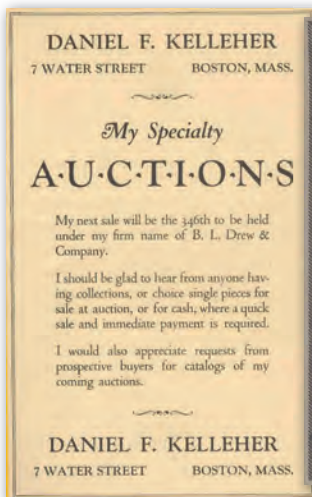 DANIEL F. KELLEHER
7 WATER STREET BOSTON, MASS.
My Specialty
A·U·C·T·I·O·N·S
My next sale will be the 346th to be held
under my firm name of B. L. Drew &
Company.
I should be glad to hear from anyone hav-
ing collections, or choice single pieces for
sale at auction, or for cash, where a quick
sale and immediate payment is required.
I would also appreciate requests from
prospective buyers for catalogs of my
coming auctions.
DANIEL F. KELLEHER
7 WATER STREET BOSTON, MASS.